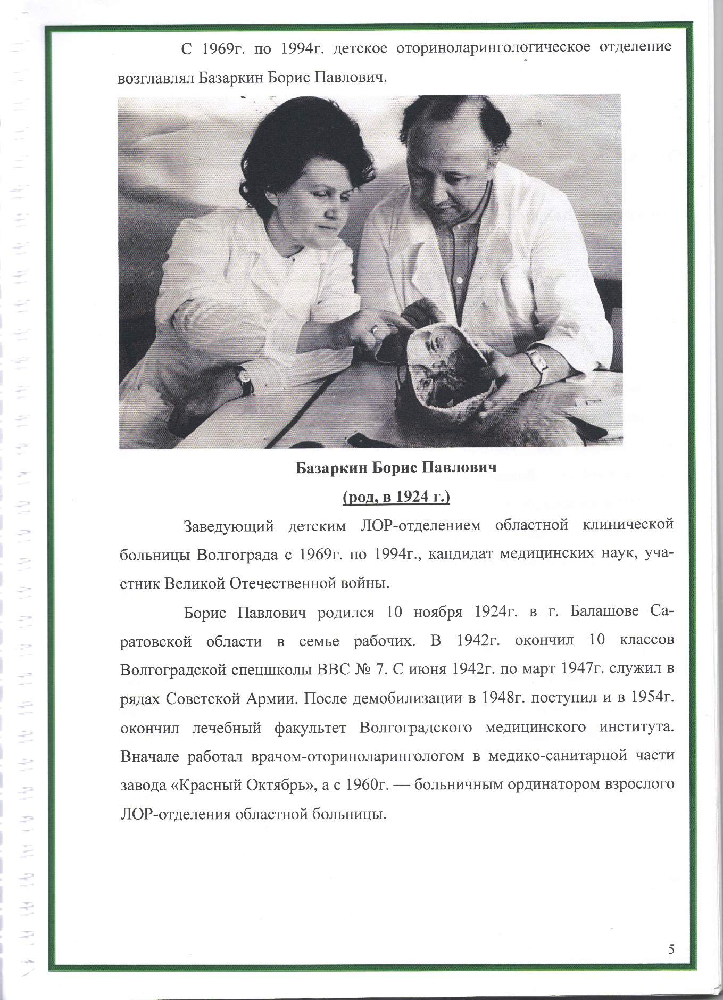 С 1969г. по 1994г. детское оториноларингологическое отделение
возглавлял Базаркин Борис Павлович.
Базаркин Борис Павлович
(род, в 1924 г.)
Заведующий детским ЛОР-отделением областной клинической
больницы Волгограда с 1969г. по 1994г., кандидат медицинских наук, уча-
стник Великой Отечественной войны.
Борис Павлович родился 10 ноября 1924г. в г. Балашове Са-
ратовской области в семье рабочих. В 1942г. окончил 10 классов
Волгоградской спецшколы ВВС № 7. С июня 1942г. по март 1947г. служил в
рядах Советской Армии. После демобилизации в 1948г. поступил и в 1954г.
окончил лечебный факультет Волгоградского медицинского института.
Вначале работал врачом-оториноларингологом в медико-санитарной части
завода «Красный Октябрь», а с 1960г. — больничным ординатором взрослого
ЛОР-отделения областной больницы.
5